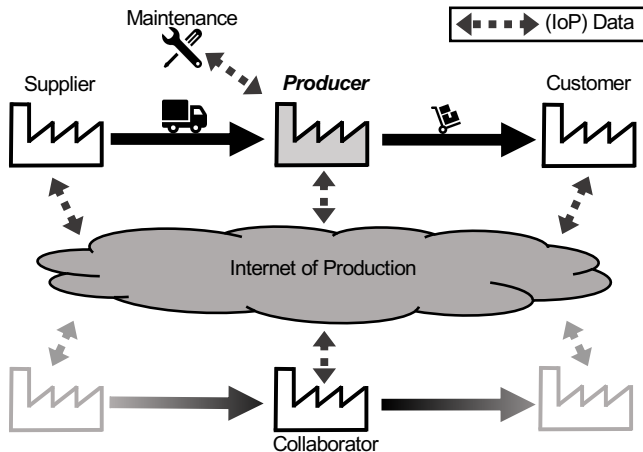 Maintenance
(IoP) Data
Supplier
Producer
Customer
Internet of Production
Collaborator